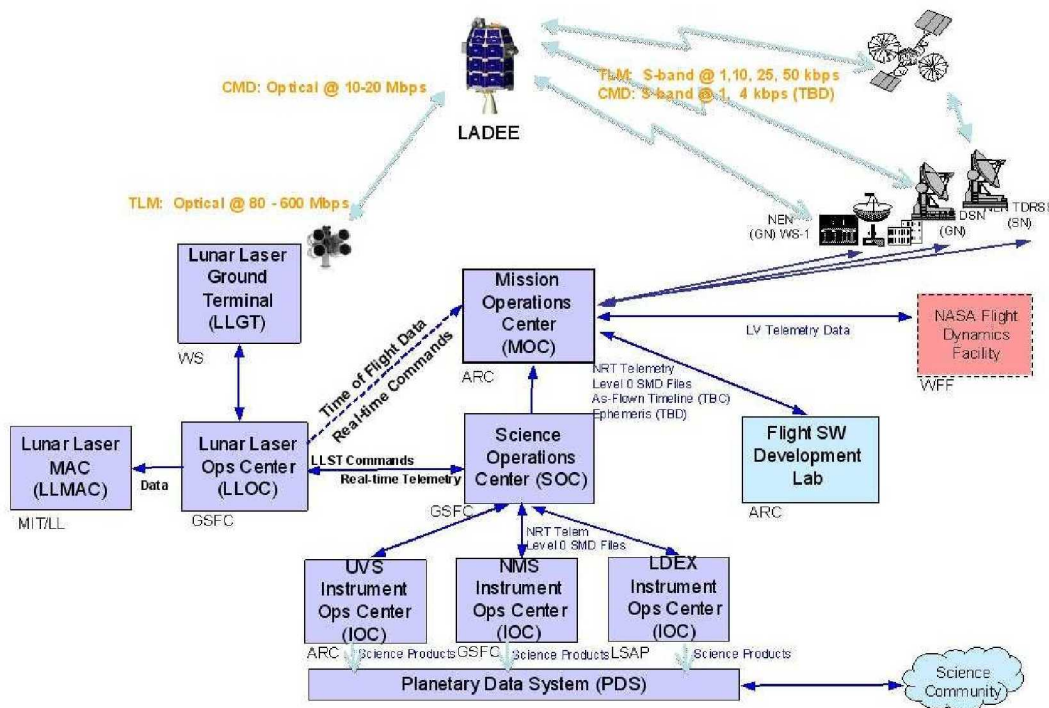 CMD: Optical @ 10-20 Mbps
LADEE
TLM: S-band @ 1,10, 25, 50 kbps
CMD: S-band @ 1, 4 kbps (TBD)
TLM: Optical @ 80 - 600 Mbps
NEN
(GN) WS-1
DSN
(GN)
TDRS
(SN)
Lunar Laser
Ground
Terminal
(LLGT)
WS
Mission
Operations
Center
(MOC)
ARC
LV Telemetry Data
NASA Flight
Dynamics
Facility
WFF
Time of Flight Data
Real-time Commands
NRT Telemetry
Level 0 SMD Files
As-Flown Timeline (TBC)
Ephemeris (TBD)
Lunar Laser
MAC
(LLMAC)
MIT/LL
Data
Lunar Laser
Ops Center
(LLOC)
GSFC
LLST Commands
Real-time Telemetry
Science
Operations
Center (SOC)
GSFC
Flight SW
Development
Lab
ARC
NRT Telem
Level 0 SMD Files
UVS
Instrument
Ops Center
(IOC)
ARC
NMS
Instrument
Ops Center
(IOC)
GSFC
LDEX
Instrument
Ops Center
(IOC)
LSAP
Science Products
Science Products
Science Products
Planetary Data System (PDS)
Science
Community